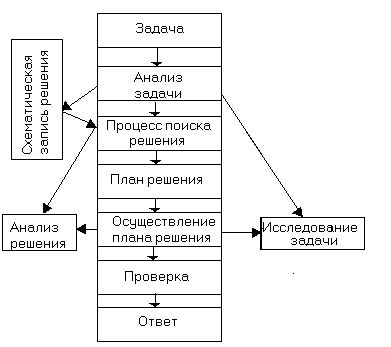 Задача
Анализ
задачи
Схематическая
запись решения
Процесс поиска
решения
План решения
Анализ
решения
Осуществление
плана решения
Исследование
задачи
Проверка
Ответ